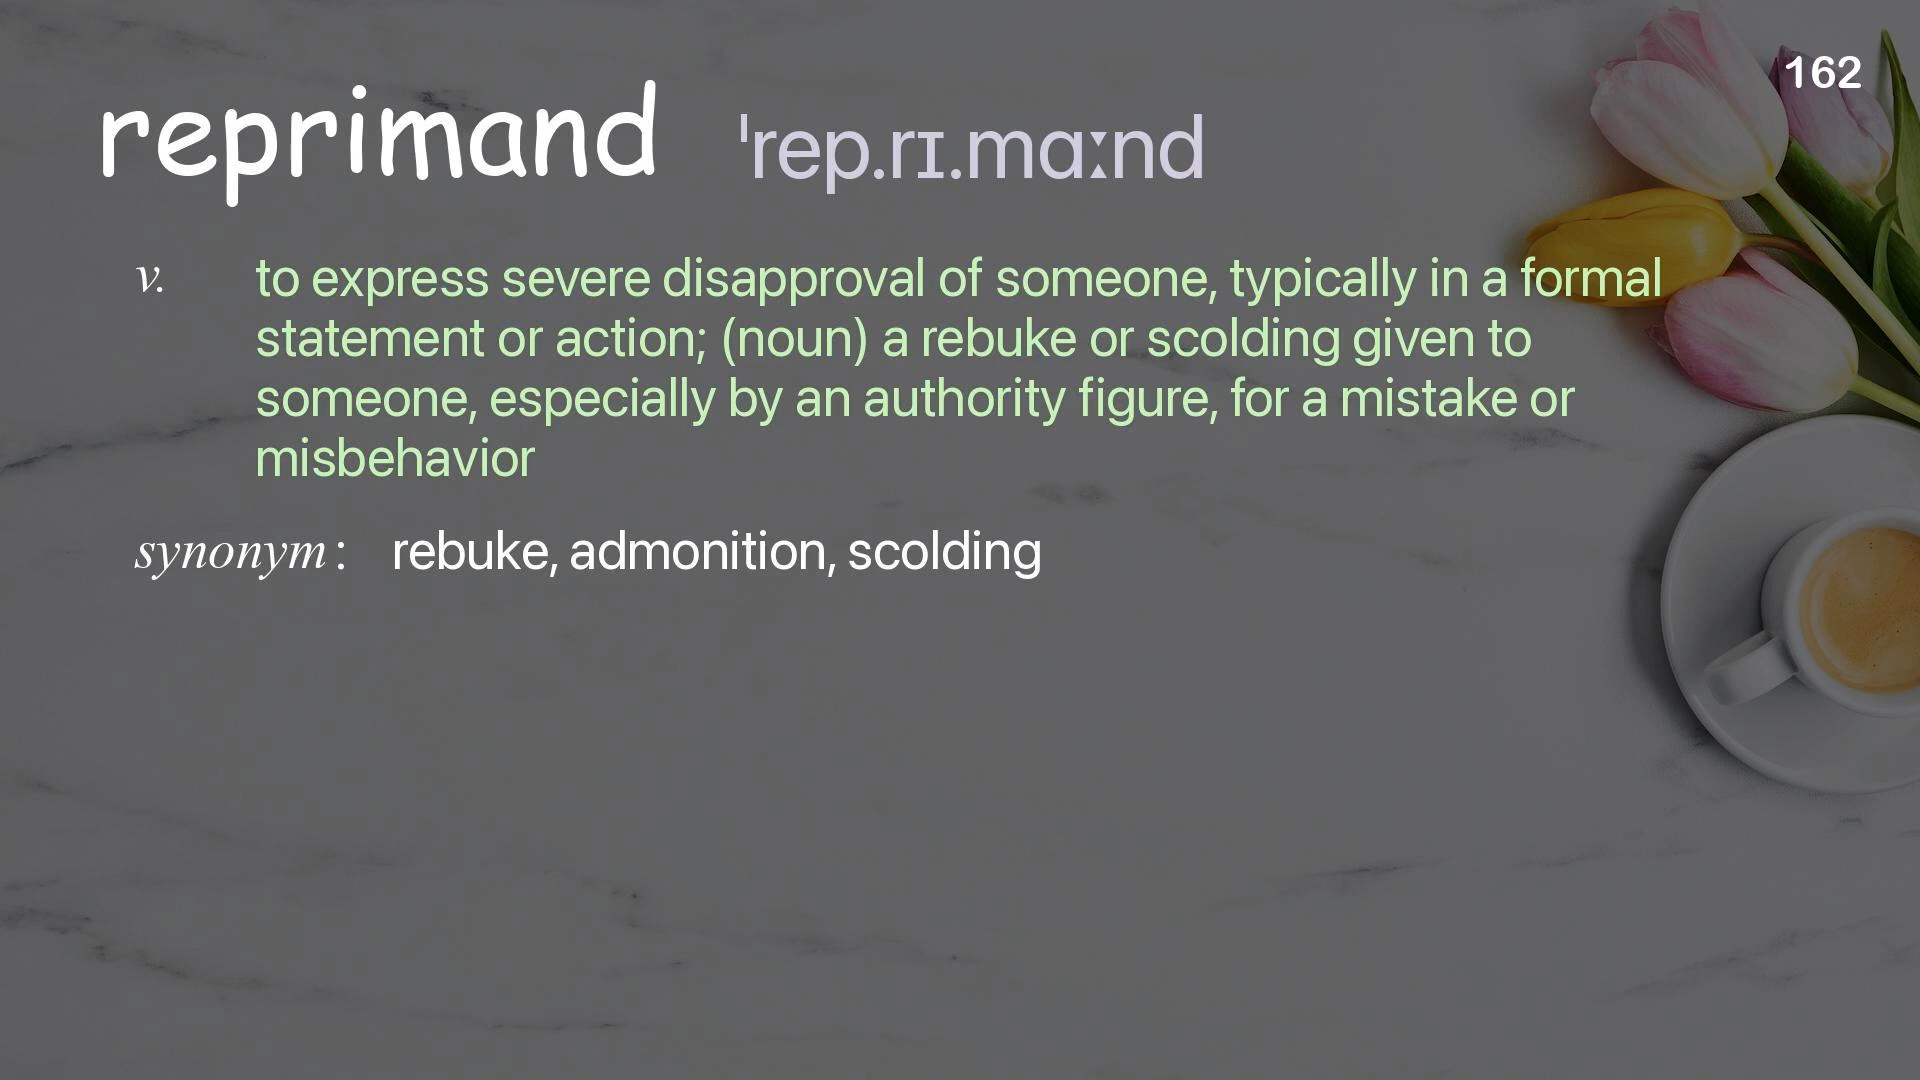 162
reprimand ˈrep.rɪ.mɑːnd
v. to express severe disapproval of someone, typically in a formal
statement or action; (noun) a rebuke or scolding given to
someone, especially by an authority figure, for a mistake or
misbehavior
synonym : rebuke, admonition, scolding